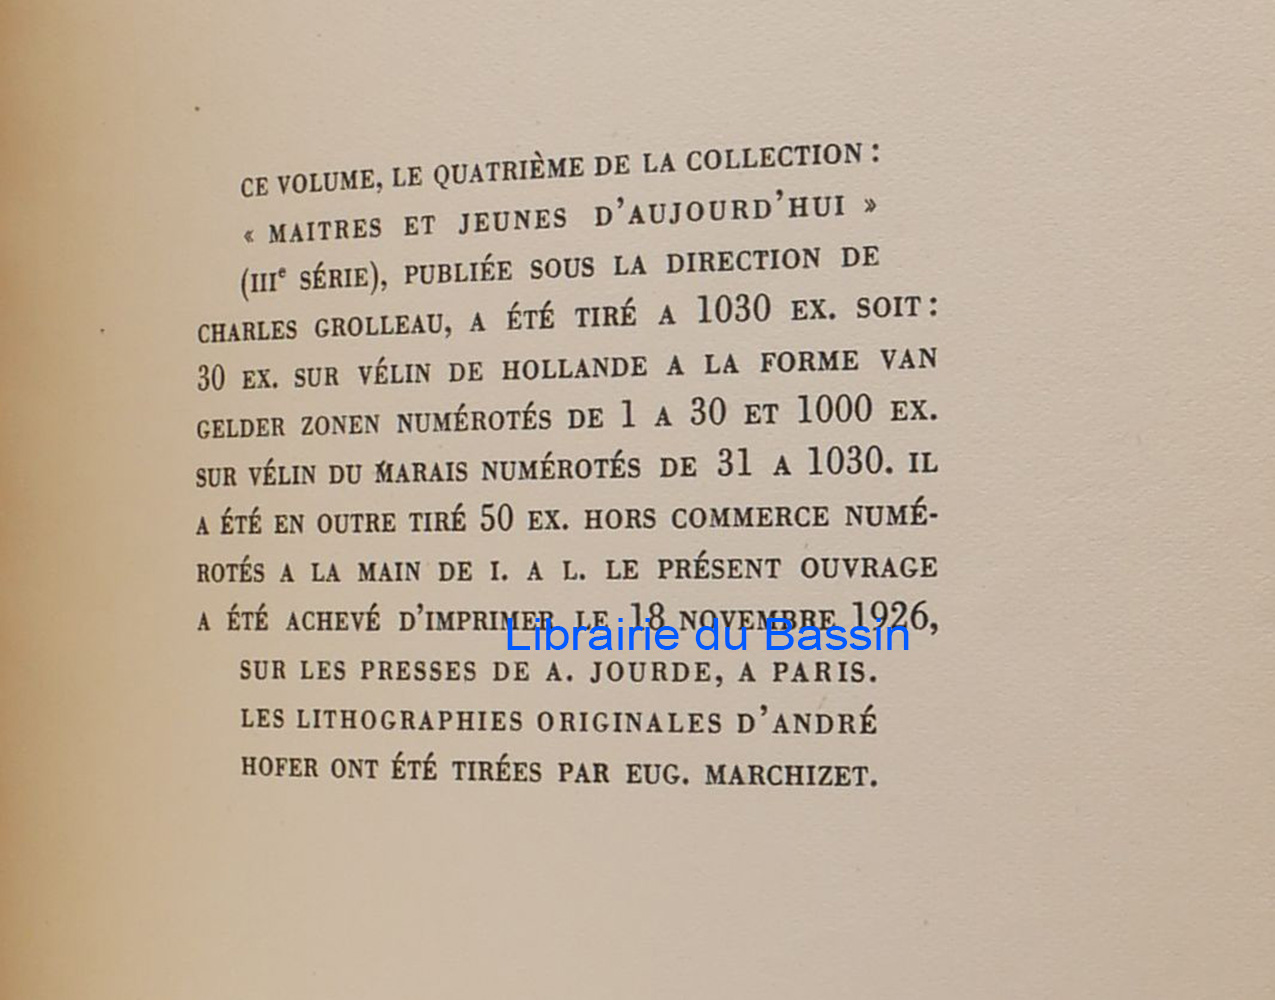 CE VOLUME, LE QUATRIÈME DE LA COLLECTION :
« MAITRES ET JEUNES D'AUJOURD'HUI »
(IIIe SÉRIE), PUBLIÉE SOUS LA DIRECTION DE
CHARLES GROLLEAU, A ÉTÉ TIRÉ A 1030 EX. SOIT :
30 EX. SUR VÉLIN DE HOLLANDE A LA FORME VAN
GELDER ZONEN NUMÉROTÉS DE 1 A 30 ET 1000 EX.
SUR VÉLIN DU MARAIS NUMÉROTÉS DE 31 A 1030. IL
A ÉTÉ EN OUTRE TIRÉ 50 EX. HORS COMMERCE NUMÉ-
ROTÉS A LA MAIN DE I. A L. LE PRÉSENT OUVRAGE
A ÉTÉ ACHEVÉ D'IMPRIMER LE 18 NOVEMBRE 1926,
Librairie du Bassin
SUR LES PRESSES DE A. JOURDE, A PARIS.
LES LITHOGRAPHIES ORIGINALES D'ANDRÉ
HOFER ONT ÉTÉ TIRÉES PAR EUG. MARCHIZET.